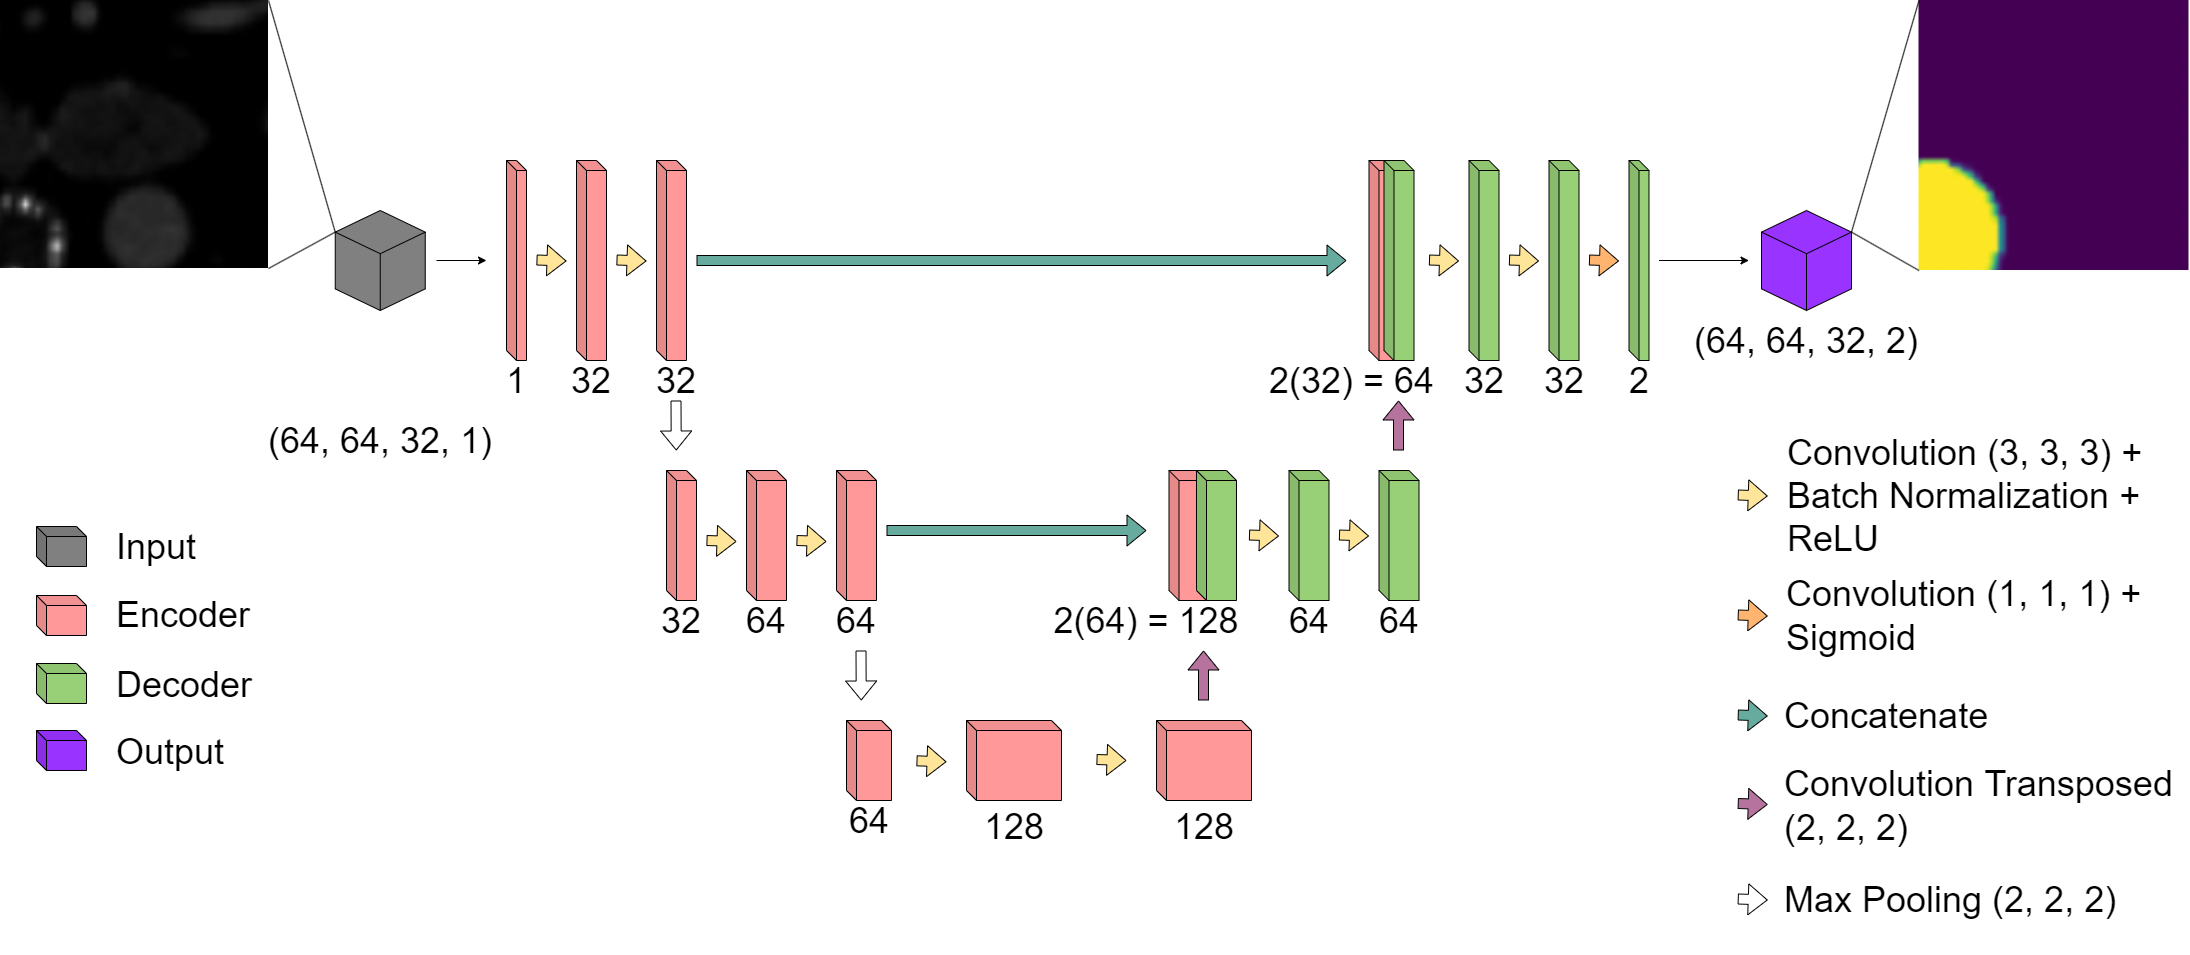 1
32
32
2(32) = 64
32
32
2
(64, 64, 32, 2)
(64, 64, 32, 1)
32
64
64
2(64) = 128
64
64
64
128
128
Input
Encoder
Decoder
Output
Convolution (3, 3, 3) +
Batch Normalization +
ReLU
Convolution (1, 1, 1) +
Sigmoid
Concatenate
Convolution Transposed
(2, 2, 2)
Max Pooling (2, 2, 2)